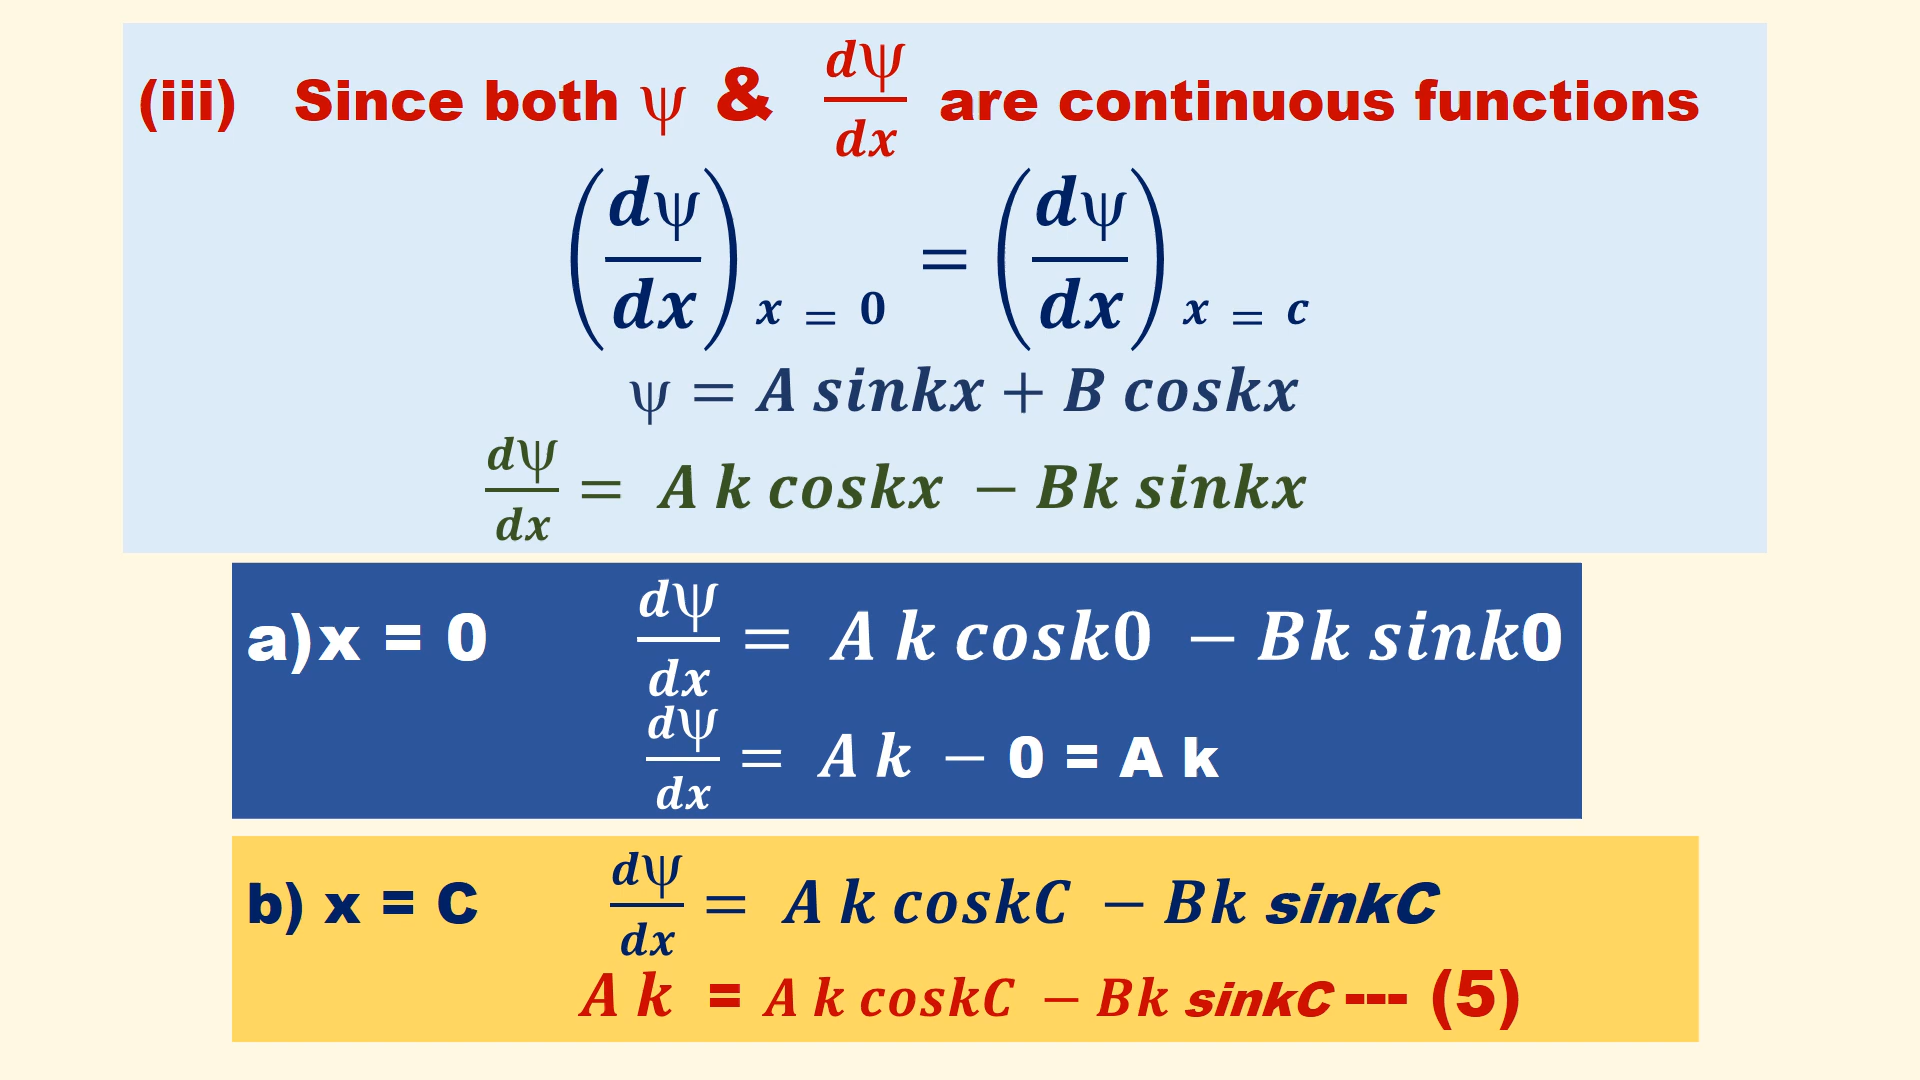 (iii) Since both ψ & dψ/dx are continuous functions
(dψ/dx) x = 0 = (dψ/dx) x = c
ψ = A sinkx + B coskx
dψ/dx = A k coskx − Bk sinkx
a)x = 0 dψ/dx = A k cosk0 − Bk sink0
dψ/dx = A k − 0 = A k
b) x = C dψ/dx = A k coskC − Bk sinkC
A k = A k coskC − Bk sinkC --- (5)